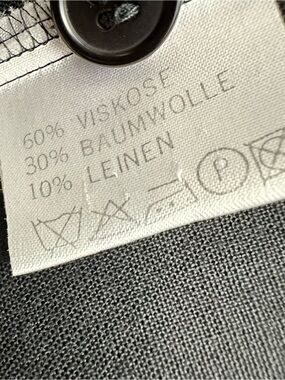 60% VISKOSE
30% BAUMWOLLE
10% LEINEN
P